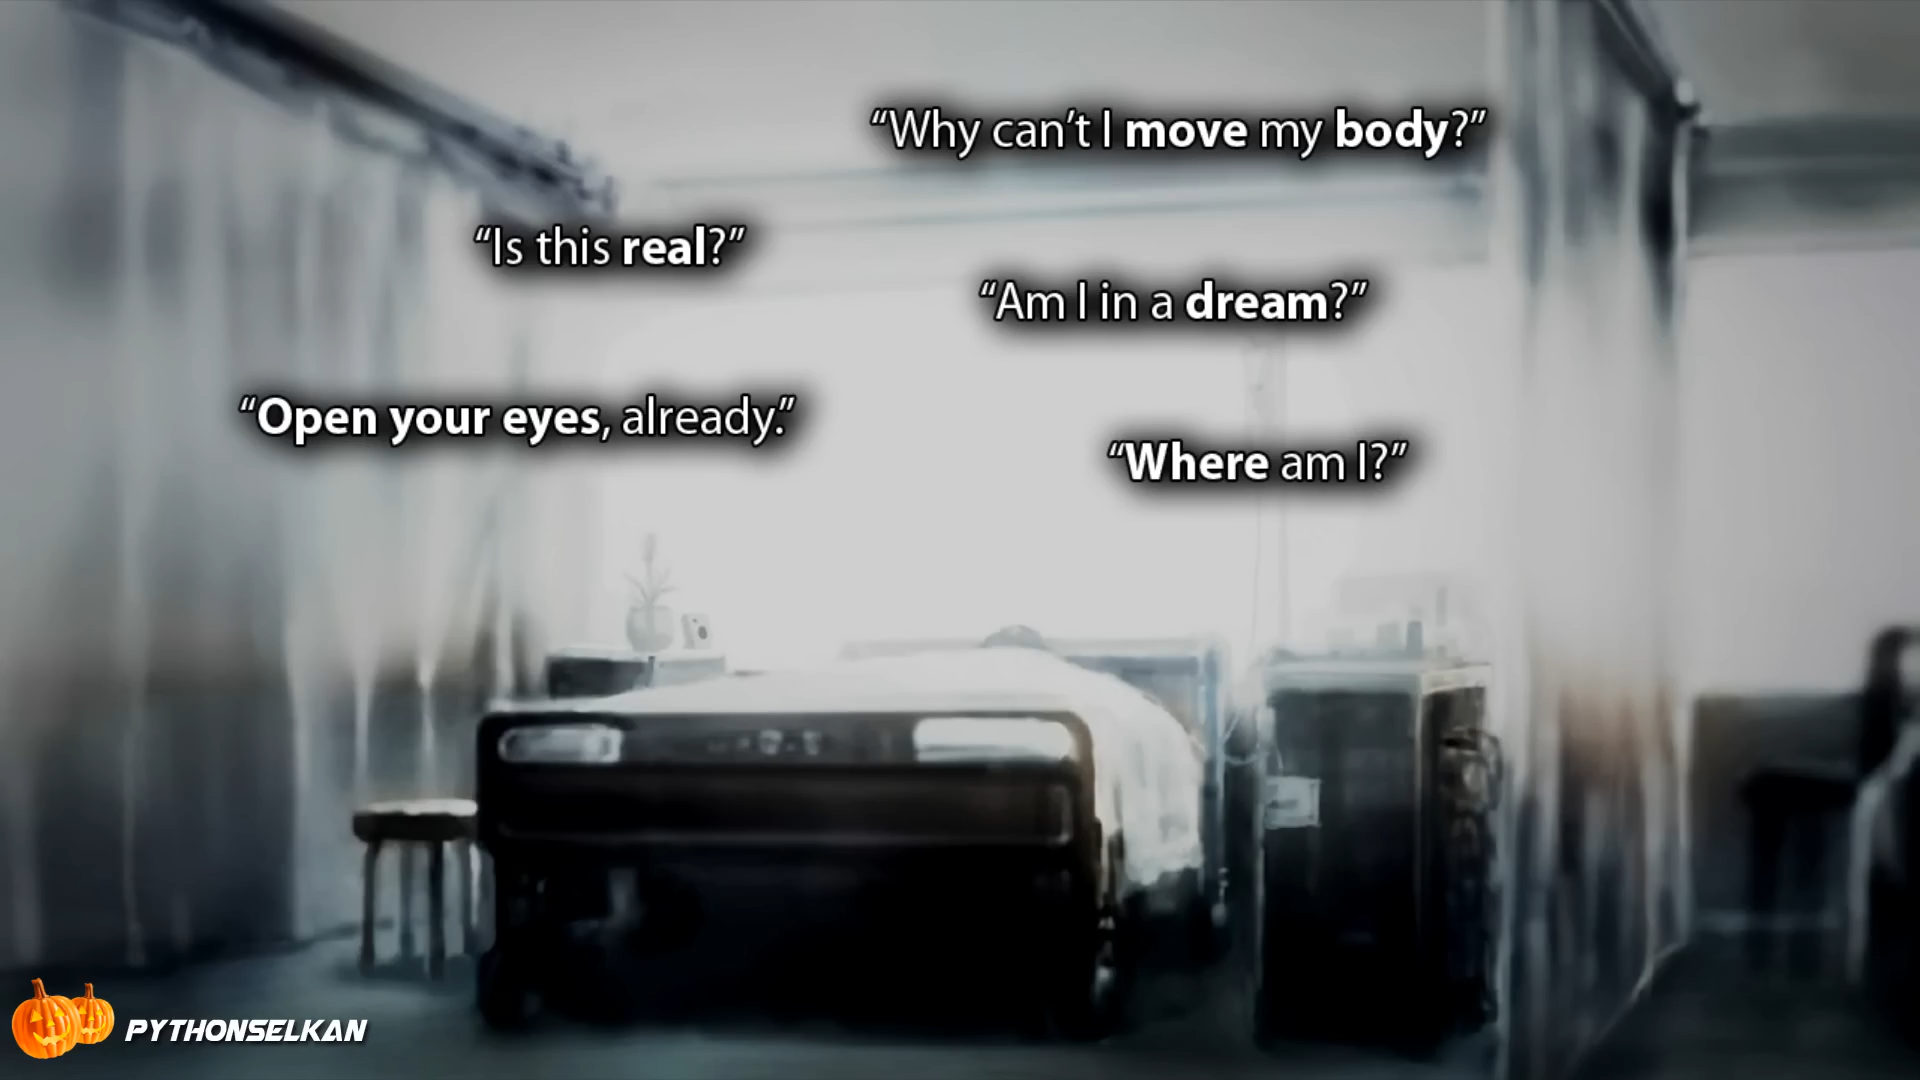 “Why can’t I move my body?”
“Is this real?”
“Am I in a dream?”
“Open your eyes, already.”
“Where am I?”
PYTHONSELKAN